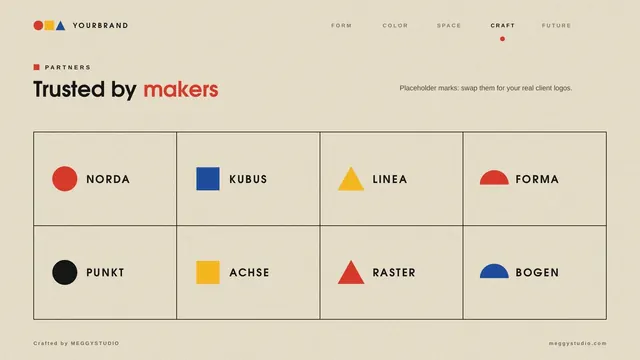 YOURBRAND
FORM COLOR SPACE CRAFT FUTURE
PARTNERS
Trusted by makers
Placeholder marks: swap them for your real client logos.
NORDA KUBUS LINEA FORMA
PUNKT ACHSE RASTER BOGEN
Crafted by MEGGYSTUDIO
meggystudio.com